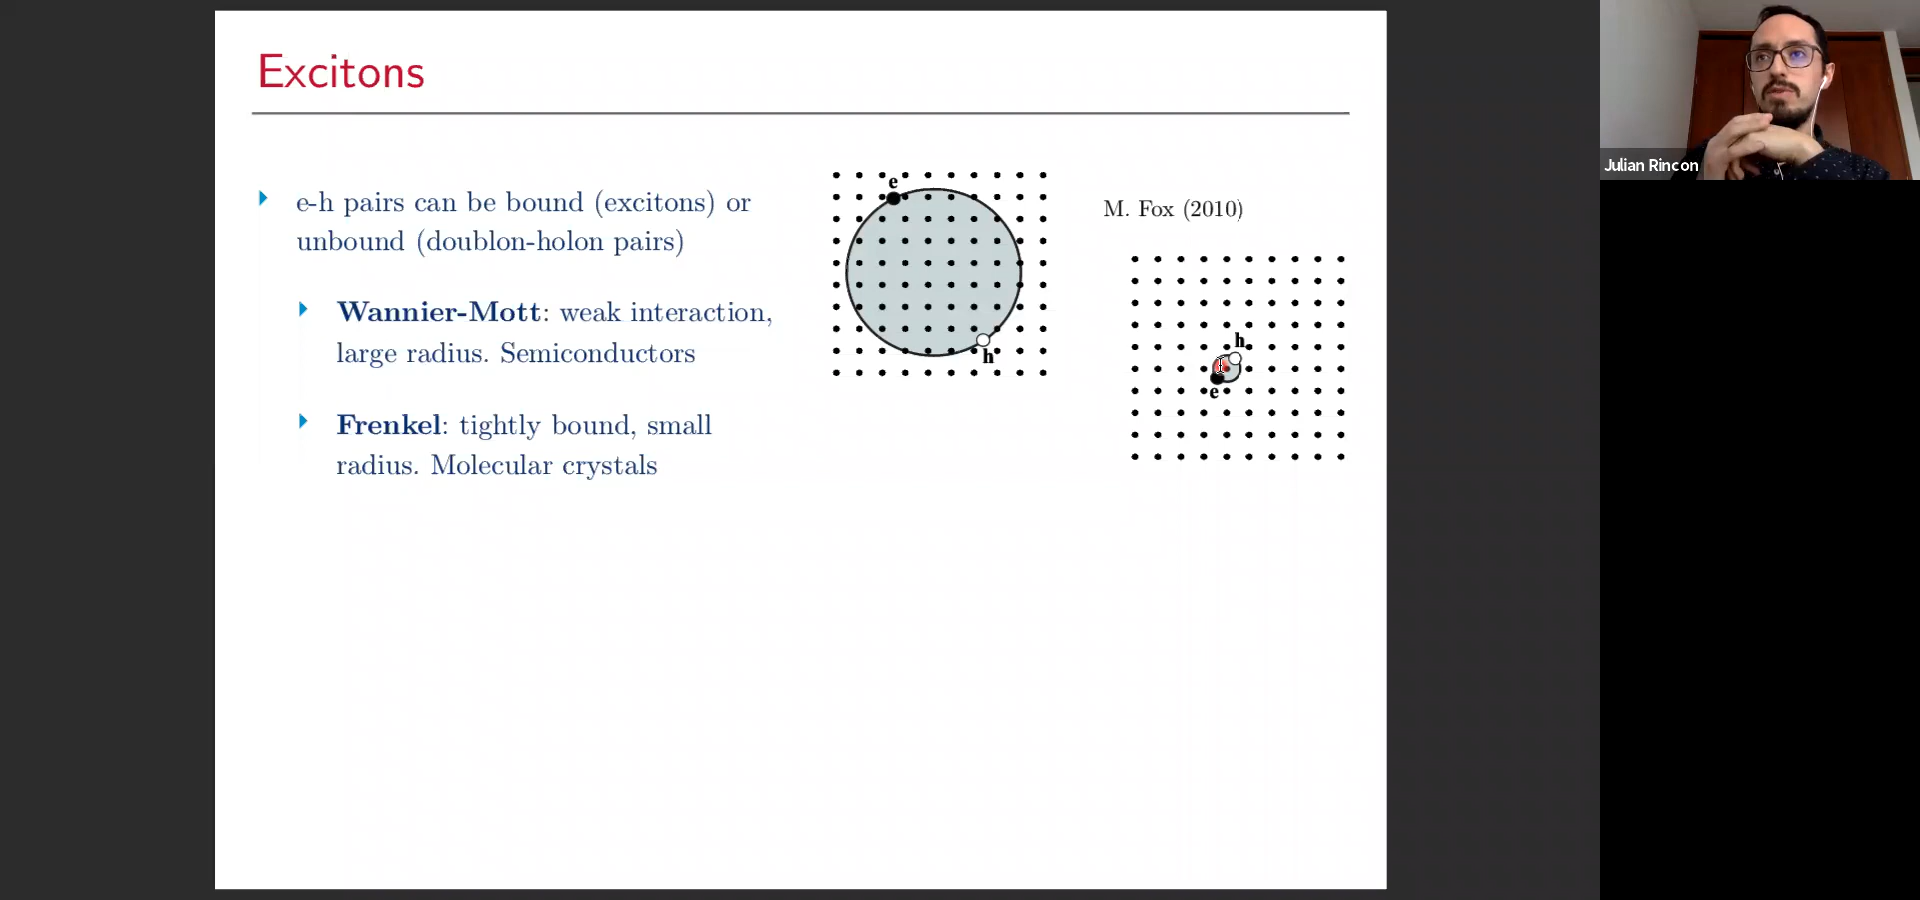 Excitons
e-h pairs can be bound (excitons) or
unbound (doublon-holon pairs)
Wannier-Mott: weak interaction,
large radius. Semiconductors
Frenkel: tightly bound, small
radius. Molecular crystals
e
h
M. Fox (2010)
h
e
Julian Rincon